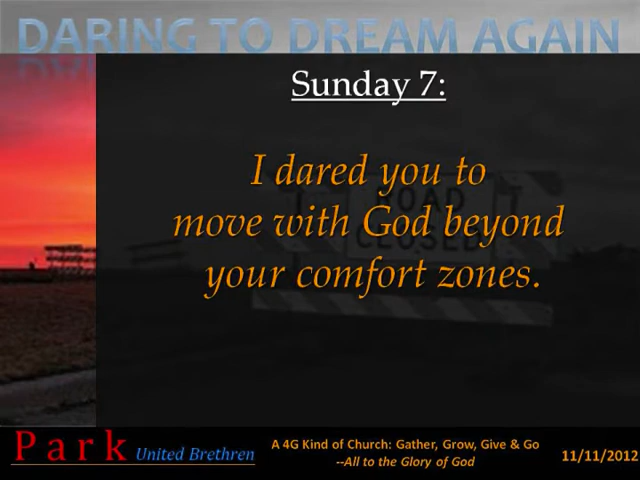 DARING TO DREAM AGAIN
Sunday 7:
I dared you to
move with God beyond
your comfort zones.
ROAD
CLOSED
Park United Brethren
A 4G Kind of Church: Gather, Grow, Give & Go
--All to the Glory of God
11/11/2012